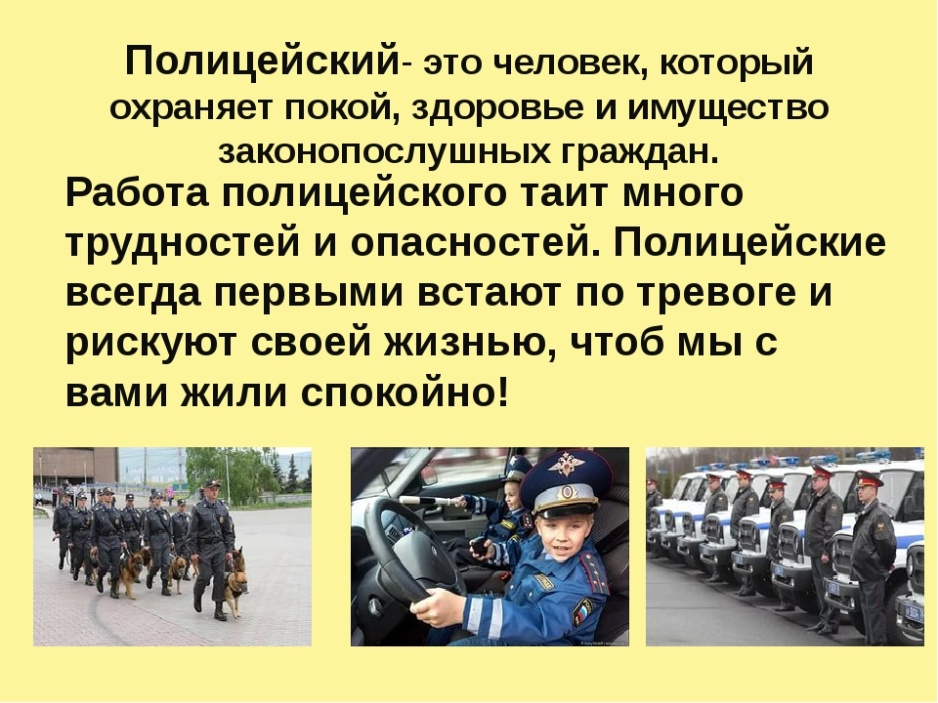 Полицейский- это человек, который
охраняет покой, здоровье и имущество
законопослушных граждан.
Работа полицейского таит много
трудностей и опасностей. Полицейские
всегда первыми встают по тревоге и
рискуют своей жизнью, чтоб мы с
вами жили спокойно!